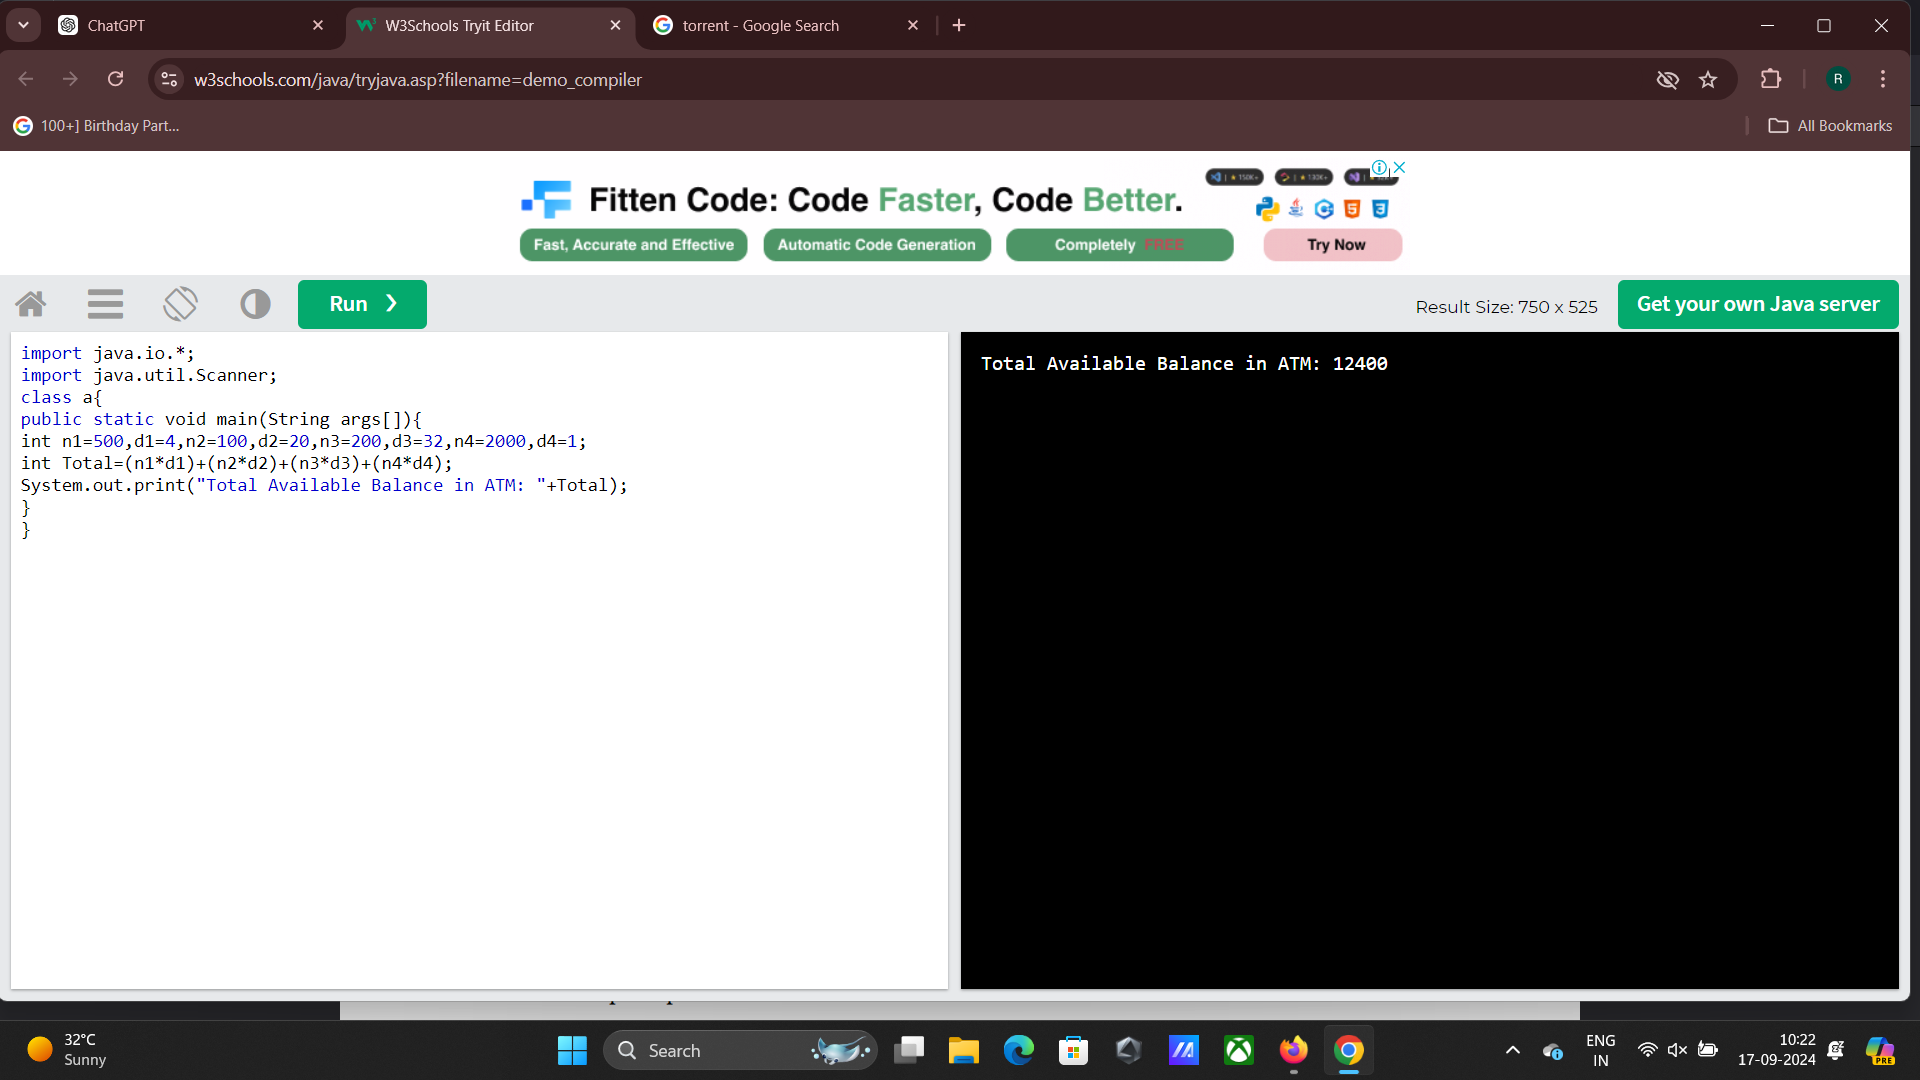 ChatGPT
W3Schools Tryit Editor
torrent - Google Search
w3schools.com/java/tryjava.asp?filename=demo_compiler
R
100+] Birthday Part...
All Bookmarks
Fitten Code: Code Faster, Code Better.
Fast, Accurate and Effective
Automatic Code Generation
Completely FREE
Try Now
Run ❯
Result Size: 750 x 525
Get your own Java server
import java.io.*;
import java.util.Scanner;
class a{
public static void main(String args[]){
int n1=500,d1=4,n2=100,d2=20,n3=200,d3=32,n4=2000,d4=1;
int Total=(n1*d1)+(n2*d2)+(n3*d3)+(n4*d4);
System.out.print("Total Available Balance in ATM: "+Total);
}
}
Total Available Balance in ATM: 12400
32°C
Sunny
Search
ENG
IN
10:22
17-09-2024
PRE